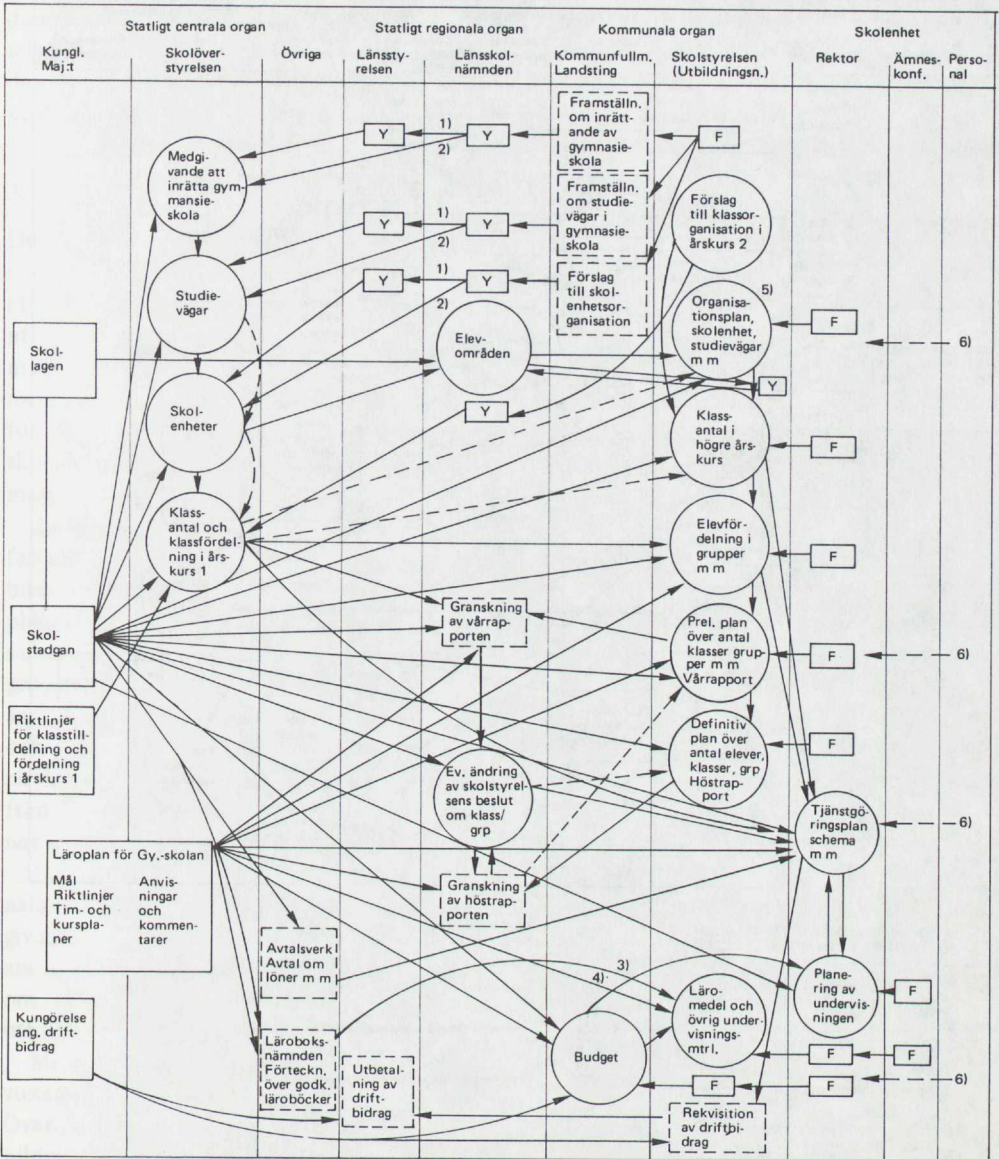 Statligt centrala organ
Statligt regionala organ
Kommunala organ
Skolenhet
Kungl.
Maj:t
Skolöver-
styrelsen
Övriga
Länssty-
relsen
Länsskol-
nämnden
Kommunfullm.
Landsting
Skolstyrelsen
(Utbildningsn.)
Rektor
Ämnes-
konf.
Perso-
nal
Framställn.
om inrätt-
ande av
gymnasie-
skola
F
1)
Y
Y
2)
Medgi-
vande att
inrätta gym-
mansie-
skola
Framställn.
om studie-
vägar i
gymnasie-
skola
Förslag
till klassor-
ganisation i
årskurs 2
1)
Y
Y
2)
Studie-
vägar
1)
Y
Y
2)
Förslag
till skol-
enhetsor-
ganisation
5)
Organisa-
tionsplan,
skolenhet,
studievägar
m m
F
6)
Skol-
lagen
Elev-
områden
Y
Y
Skol-
enheter
Klass-
antal i
högre års-
kurs
F
Klass-
antal och
klassfördel-
ning i års-
kurs 1
Elevför-
delning i
grupper
m m
F
Granskning
av vårrap-
porten
Skol-
stadgan
Prel. plan
över antal
klasser grup-
per m m
Vårrapport
F
6)
Riktlinjer
för klasstill-
delning och
fördelning
i årskurs 1
Definitiv
plan över
antal elever,
klasser, grp
Höstrap-
port
F
Ev. ändring
av skolstyrel-
sens beslut
om klass/
grp
Tjänstgö-
ringsplan
schema
m m
6)
Läroplan för Gy.-skolan
Mål
Riktlinjer
Tim- och
kurspla-
ner
Anvis-
ningar
och
kommen-
tarer
Granskning
av höstrap-
porten
Avtalsverk
Avtal om
löner m m
3)
4)
Läro-
medel och
övrig under-
visnings-
mtrl.
Plane-
ring av
undervis-
ningen
F
Kungörelse
ang. drift-
bidrag
Läroboks-
nämnden
Förteckn.
över godk.
läroböcker
Utbetal-
ning av
drift-
bidrag
Budget
F
F
F
F
6)
Rekvisition
av driftbi-
drag